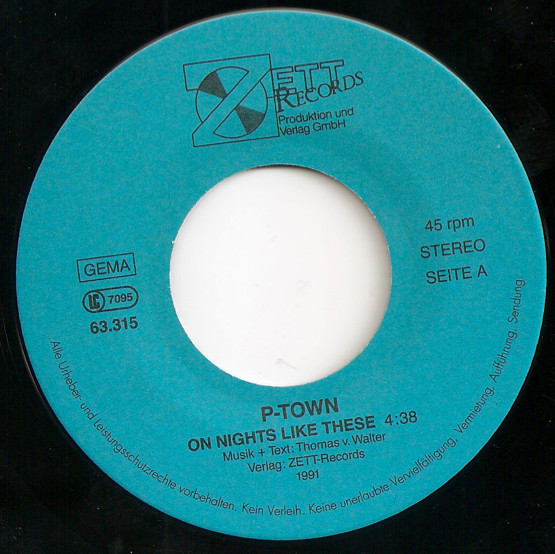 ZETT
RECORDS
Produktion und
Verlag GmbH
45 rpm
STEREO
SEITE A
GEMA
LC 7095
63.315
P-TOWN
ON NIGHTS LIKE THESE 4:38
Musik + Text: Thomas v. Walter
Verlag: ZETT-Records
1991
Alle Urheber- und Leistungsschutzrechte vorbehalten. Kein Verleih. Keine unerlaubte Vervielfältigung, Vermietung, Aufführung, Sendung